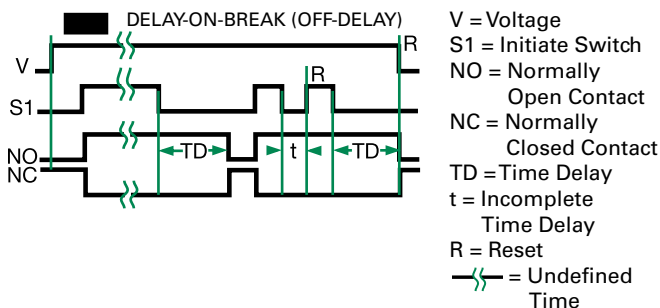 DELAY-ON-BREAK (OFF-DELAY)
R
V
R
S1
TD
t
TD
NO
NC
V = Voltage
S1 = Initiate Switch
NO = Normally
Open Contact
NC = Normally
Closed Contact
TD = Time Delay
t = Incomplete
Time Delay
R = Reset
= Undefined
Time